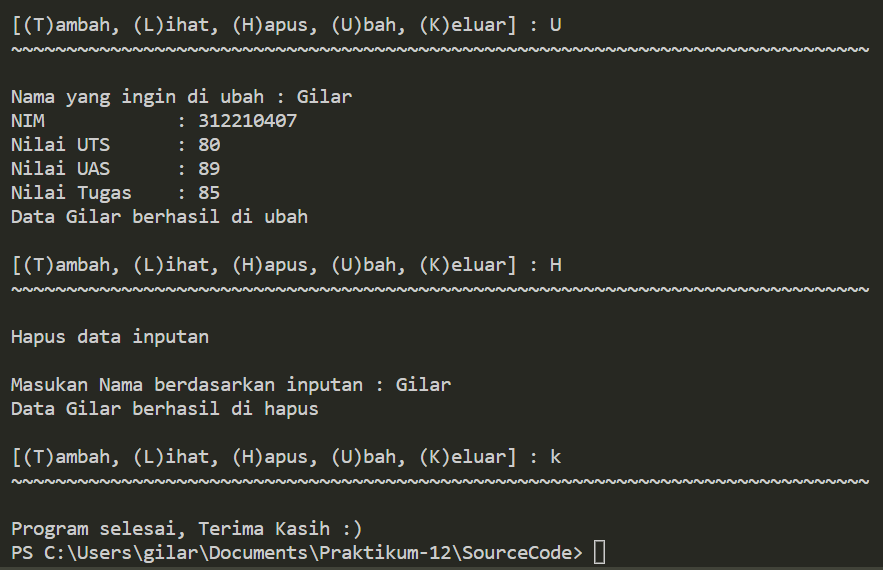 [(T)ambah, (L)ihat, (H)apus, (U)bah, (K)eluar] : U
~~~~~~~~~~~~~~~~~~~~~~~~~~~~~~~~~~~~~~~~~~~~~~~~~~~~~~~~~~~~~~~~~~~~~~~~~~~~~~
Nama yang ingin di ubah : Gilar
NIM            : 312210407
Nilai UTS      : 80
Nilai UAS      : 89
Nilai Tugas    : 85
Data Gilar berhasil di ubah
[(T)ambah, (L)ihat, (H)apus, (U)bah, (K)eluar] : H
~~~~~~~~~~~~~~~~~~~~~~~~~~~~~~~~~~~~~~~~~~~~~~~~~~~~~~~~~~~~~~~~~~~~~~~~~~~~~~
Hapus data inputan
Masukan Nama berdasarkan inputan : Gilar
Data Gilar berhasil di hapus
[(T)ambah, (L)ihat, (H)apus, (U)bah, (K)eluar] : k
~~~~~~~~~~~~~~~~~~~~~~~~~~~~~~~~~~~~~~~~~~~~~~~~~~~~~~~~~~~~~~~~~~~~~~~~~~~~~~
Program selesai, Terima Kasih :)
PS C:\Users\gilar\Documents\Praktikum-12\SourceCode>